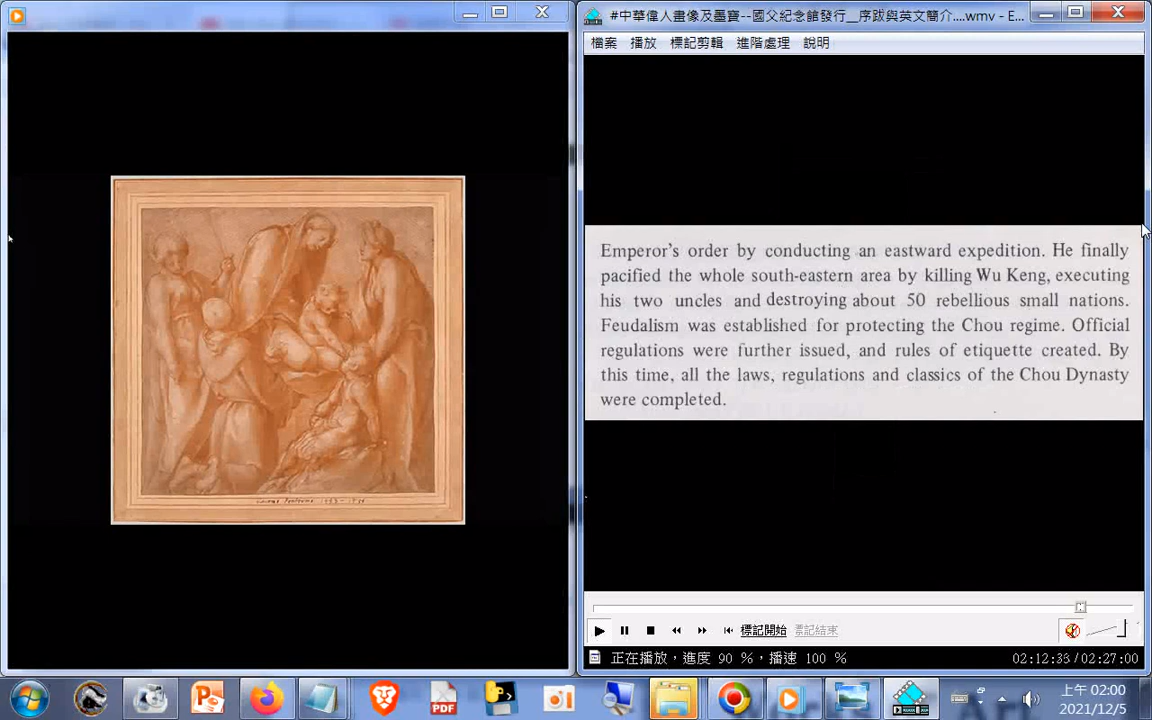 #中華偉人畫像及墨寶--國父紀念館發行__序跋與英文簡介....wmv - E...
檔案 播放 標記剪輯 進階處理 說明
Emperor's order by conducting an eastward expedition. He finally
pacified the whole south-eastern area by killing Wu Keng, executing
his two uncles and destroying about 50 rebellious small nations.
Feudalism was established for protecting the Chou regime. Official
regulations were further issued, and rules of etiquette created. By
this time, all the laws, regulations and classics of the Chou Dynasty
were completed.
標記開始 標記结束
正在播放，進度 90 %，播速 100 %
02:12:33/02:27:00
PDF
上午 02:00
2021/12/5